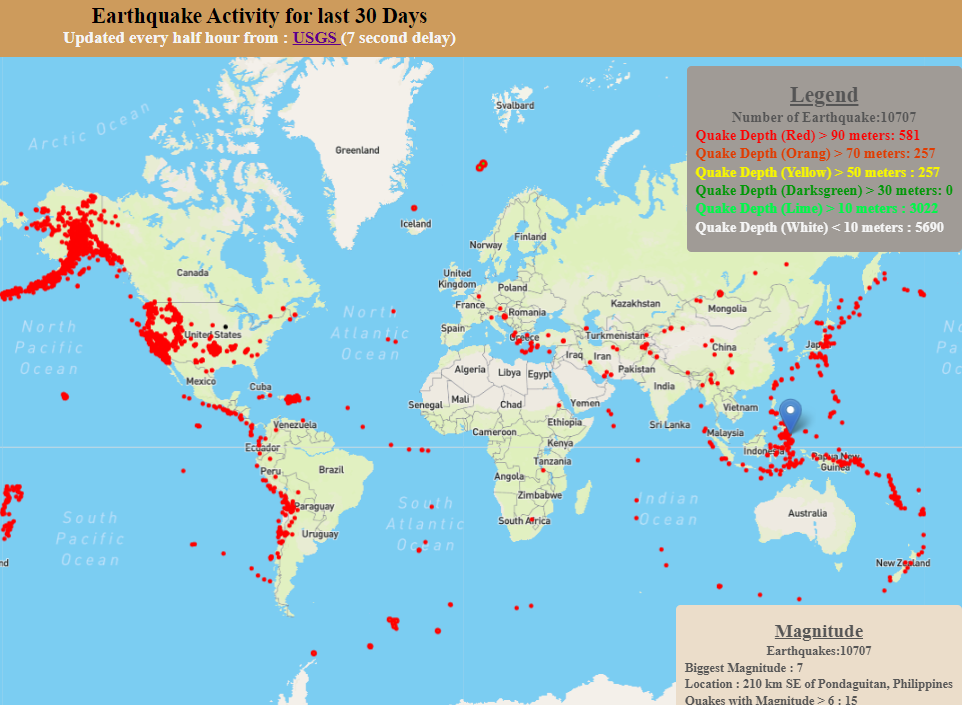 Earthquake Activity for last 30 Days
Updated every half hour from : USGS (7 second delay)
Legend
Number of Earthquake:10707
Quake Depth (Red) > 90 meters: 581
Quake Depth (Orang) > 70 meters: 257
Quake Depth (Yellow) > 50 meters : 257
Quake Depth (Darksgreen) > 30 meters: 0
Quake Depth (Lime) > 10 meters : 3022
Quake Depth (White) < 10 meters : 5690
Svalbard
Arctic Ocean
Greenland
Iceland
Norway
Finland
Canada
United
Kingdom
Poland
France
Romania
Kazakhstan
Mongolia
North
Pacific
Ocean
United States
North
Atlantic
Ocean
Spain
Greece
Turkmenistan
China
Iraq
Iran
Pakistan
Mexico
Cuba
Algeria
Libya
Egypt
India
Senegal
Mali
Chad
Yemen
Vietnam
Venezuela
Cameroon
Ethiopia
Sri Lanka
Malaysia
Ecuador
Kenya
Indonesia
Papua New
Guinea
Peru
Brazil
Tanzania
Angola
Paraguay
Zimbabwe
South
Pacific
Ocean
South
Atlantic
Ocean
Indian
Ocean
Australia
Uruguay
South Africa
New Zealand
nd
Magnitude
Earthquakes:10707
Biggest Magnitude : 7
Location : 210 km SE of Pondaguitan, Philippines
Quakes with Magnitude > 6 : 15